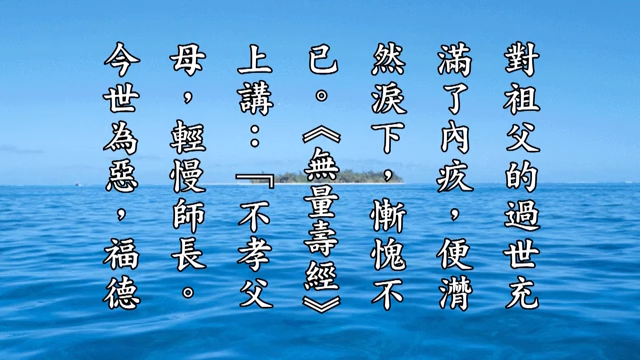 對祖父的過世充
滿了內疚，便潸
然淚下，慚愧不
已。《無量壽經》
上講：『不孝父
母，輕慢師長。
今世為惡，福德